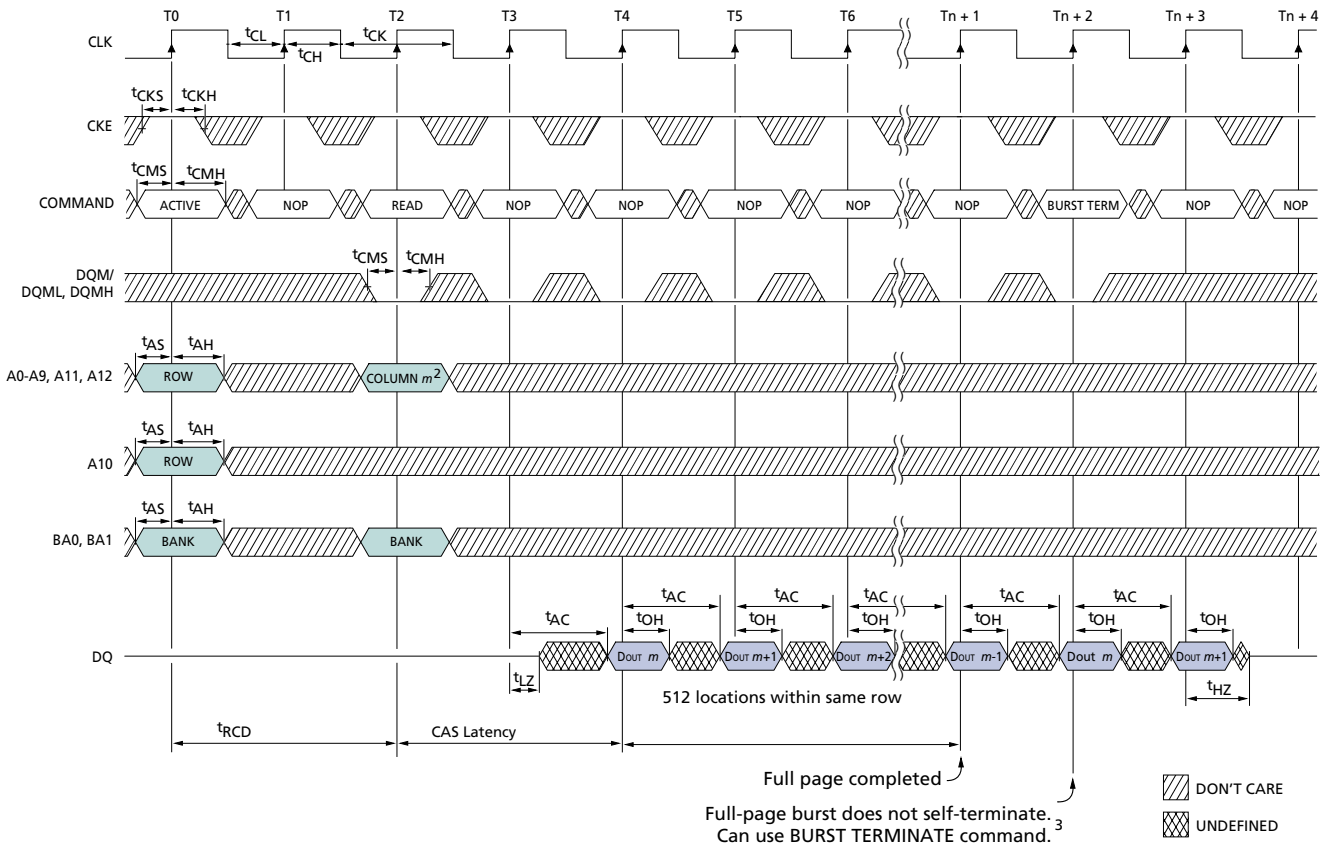 T0 T1 T2 T3 T4 T5 T6 Tn + 1 Tn + 2 Tn + 3 Tn + 4
CLK
tCL tCK
tCH
tCKS tCKH
CKE
tCMS tCMH
COMMAND ACTIVE NOP READ NOP NOP NOP NOP NOP BURST TERM NOP NOP
tCMS tCMH
DQM/
DQML, DQMH
tAS tAH
A0-A9, A11, A12 ROW COLUMN m2
tAS tAH
A10 ROW
tAS tAH
BA0, BA1 BANK BANK
tAC tAC tAC tAC tAC tAC
tOH tOH tOH tOH tOH tOH
DQ DOUT m DOUT m+1 DOUT m+2 DOUT m-1 Dout m DOUT m+1
tLZ 512 locations within same row tHZ
tRCD CAS Latency
Full page completed
Full-page burst does not self-terminate.
Can use BURST TERMINATE command. 3
DON'T CARE
UNDEFINED